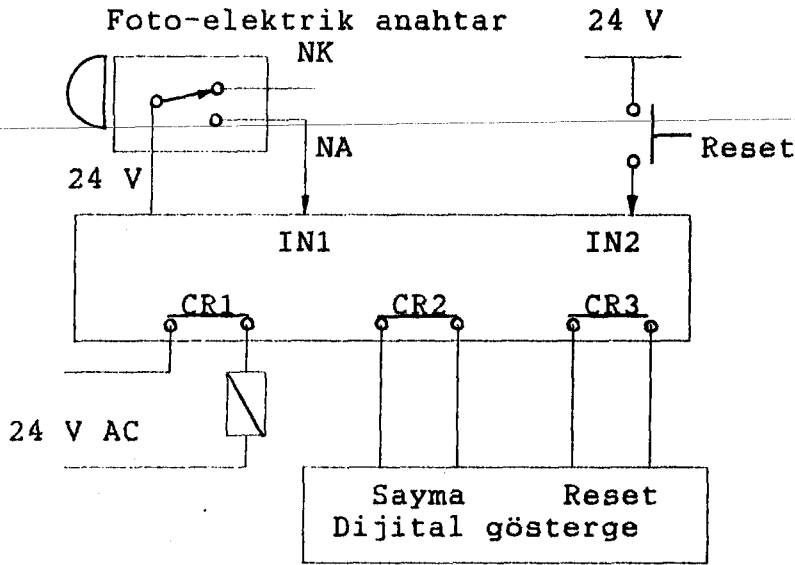 Foto-elektrik anahtar 24 V
NK
NA
Reset
24 V
IN1 IN2
CR1 CR2 CR3
24 V AC
Sayma Reset
Dijital gösterge